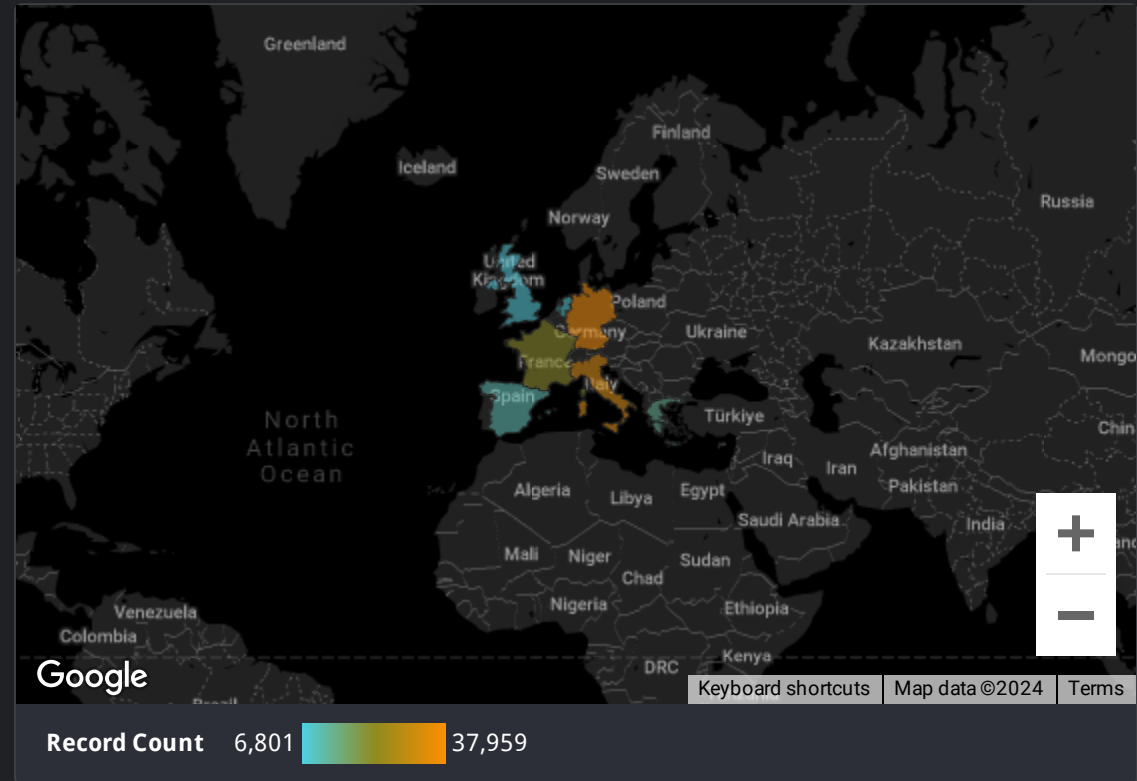 Greenland
Iceland
Finland
Sweden
Norway
Russia
United
Kingdom
Poland
Germany
Ukraine
France
Kazakhstan
Mongo
Italy
Spain
North
Atlantic
Ocean
Türkiye
Chin
Afghanistan
Iraq
Iran
Pakistan
Algeria
Libya
Egypt
Saudi Arabia
India
Mali
Niger
Sudan
Chad
Nigeria
Ethiopia
Venezuela
Colombia
Kenya
DRC
Google
Keyboard shortcuts
Map data ©2024
Terms
Record Count 6,801 37,959